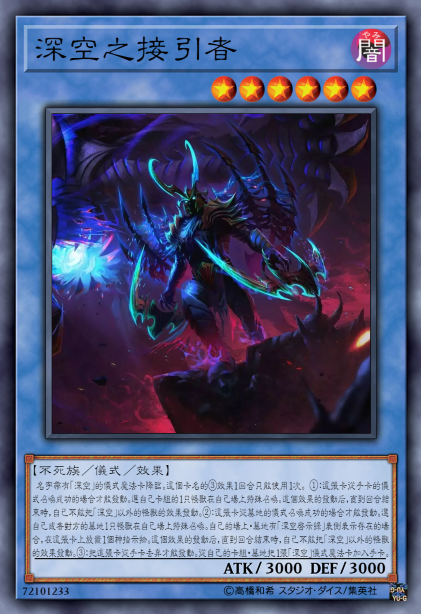 深空之接引者
やみ
闇
【不死族／儀式／效果】
名字帶有「深空」的儀式魔法卡降臨。這個卡名的③效果1回合只能使用1次。①：這張卡從手卡的儀
式召喚成功的場合才能發動。進自己卡組的1只怪獸在自己場上特殊召喚。這個效果的發動后，直到回合結
束時，自己不能把「深空」以外的怪獸的效果發動。②：這張卡從墓地的儀式召喚成功的場合才能發動。選
自己或者對方的墓地1只怪獸在自己場上特殊召喚。自己的場上·墓地有「深空啓示錄」表側表示存在的場
合，在這張卡上放置1個神指示物。這個效果的發動后，直到回合結束時，自己不能把「深空」以外的怪獸
的效果發動。③：把這張卡從手卡丟弃才能發動。從自己的卡組·墓地把1張「深空」儀式魔法卡加入手卡。
ATK / 3000 DEF / 3000
72101233
©高橋和希 スタジオ・ダイス/集英社